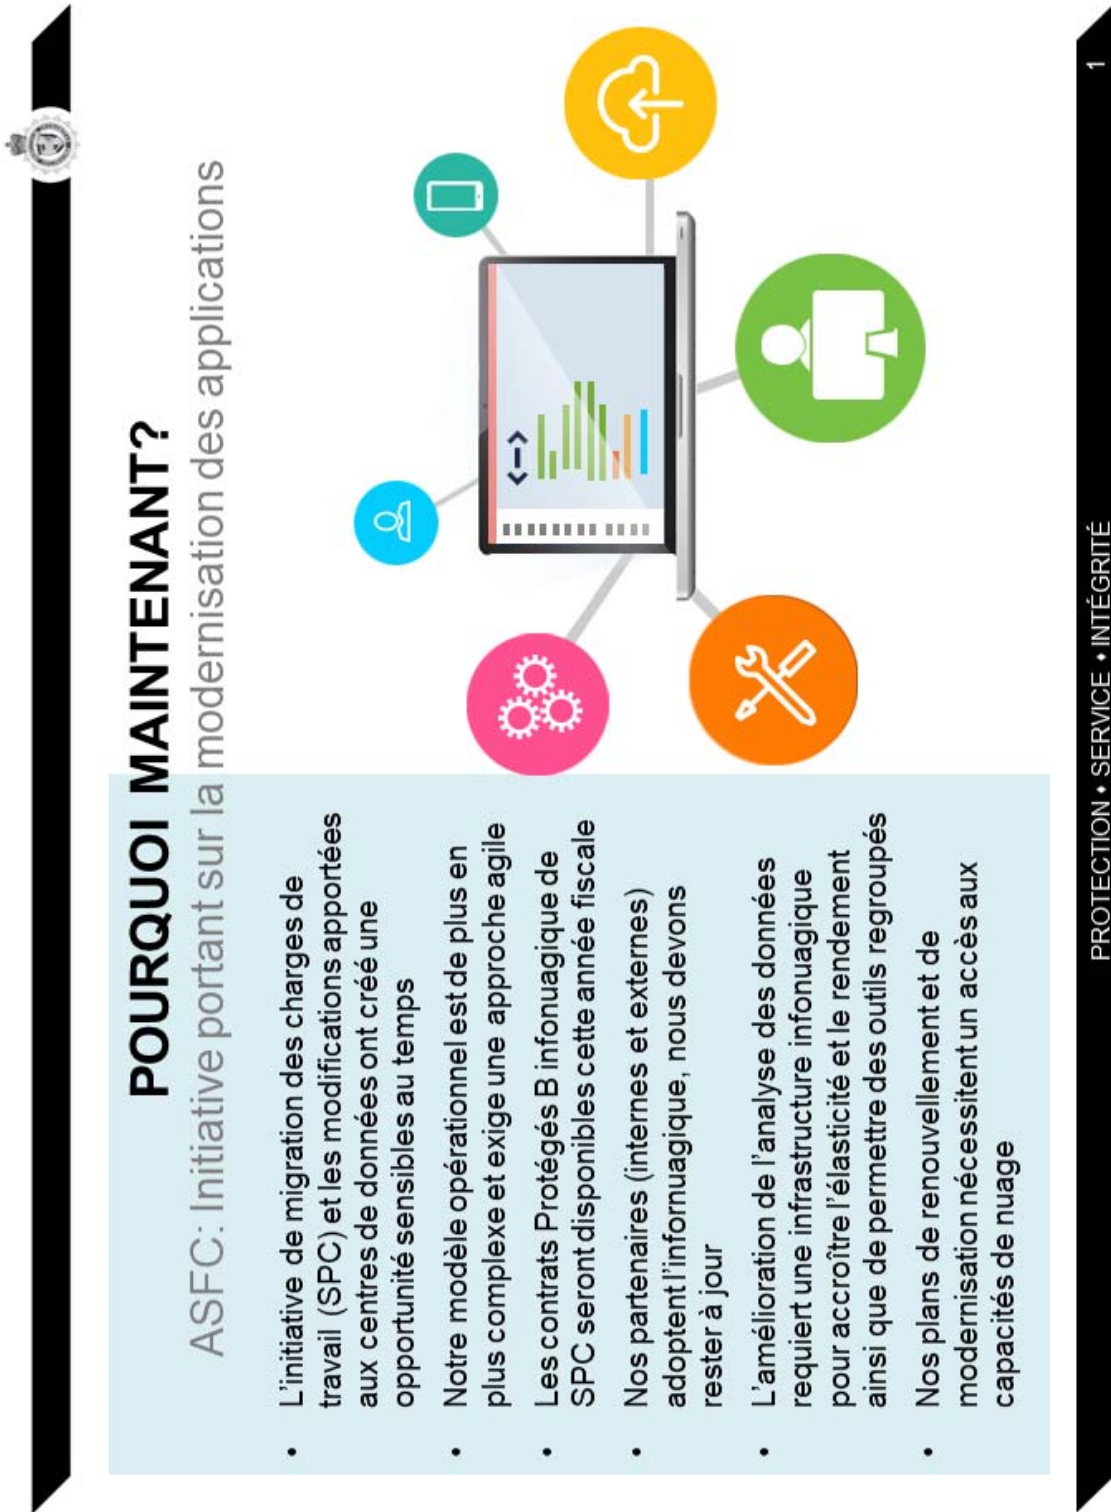 POURQUOI MAINTENANT?
ASFC: Initiative portant sur la modernisation des applications
• L'initiative de migration des charges de
travail (SPC) et les modifications apportées
aux centres de données ont créé une
opportunité sensibles au temps
• Notre modèle opérationnel est de plus en
plus complexe et exige une approche agile
• Les contrats Protégés B infonuagique de
SPC seront disponibles cette année fiscale
• Nos partenaires (internes et externes)
adoptent l'infornuagique, nous devons
rester à jour
• L'amélioration de l'analyse des données
requiert une infrastructure infonuagique
pour accroître l'élasticité et le rendement
ainsi que de permettre des outils regroupés
• Nos plans de renouvellement et de
modernisation nécessitent un accès aux
capacités de nuage
PROTECTION • SERVICE • INTÉGRITÉ
1